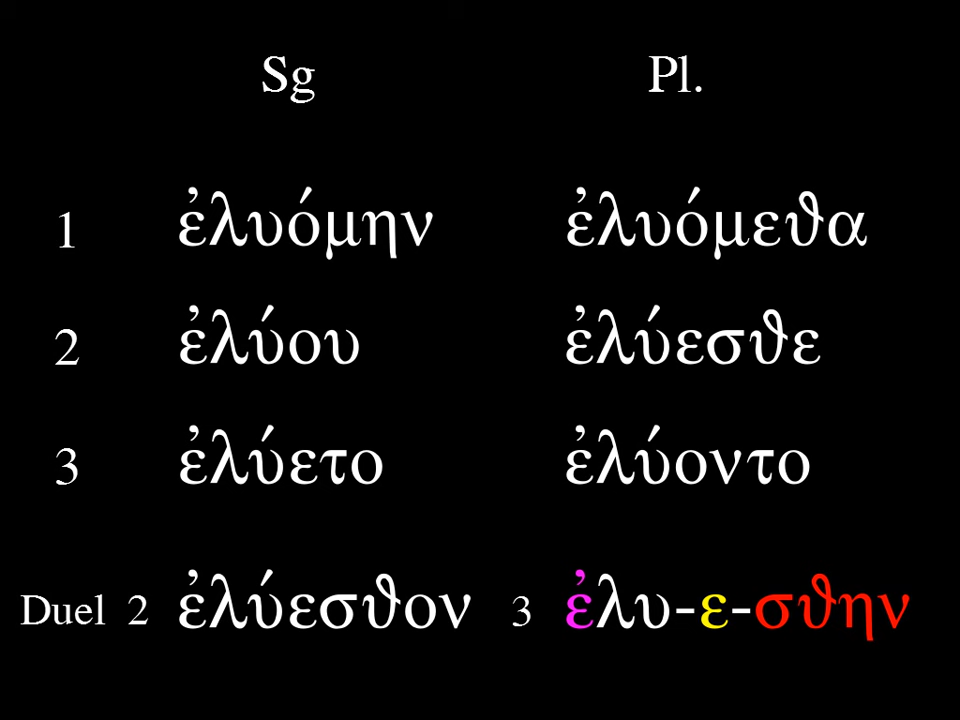 Sg Pl.
1 ἐλυόμην ἐλυόμεϑα
2 ἐλύου ἐλύεσϑε
3 ἐλύετο ἐλύοντο
Duel 2 ἐλύεσϑον 3 ἐλυ-ε-σϑην